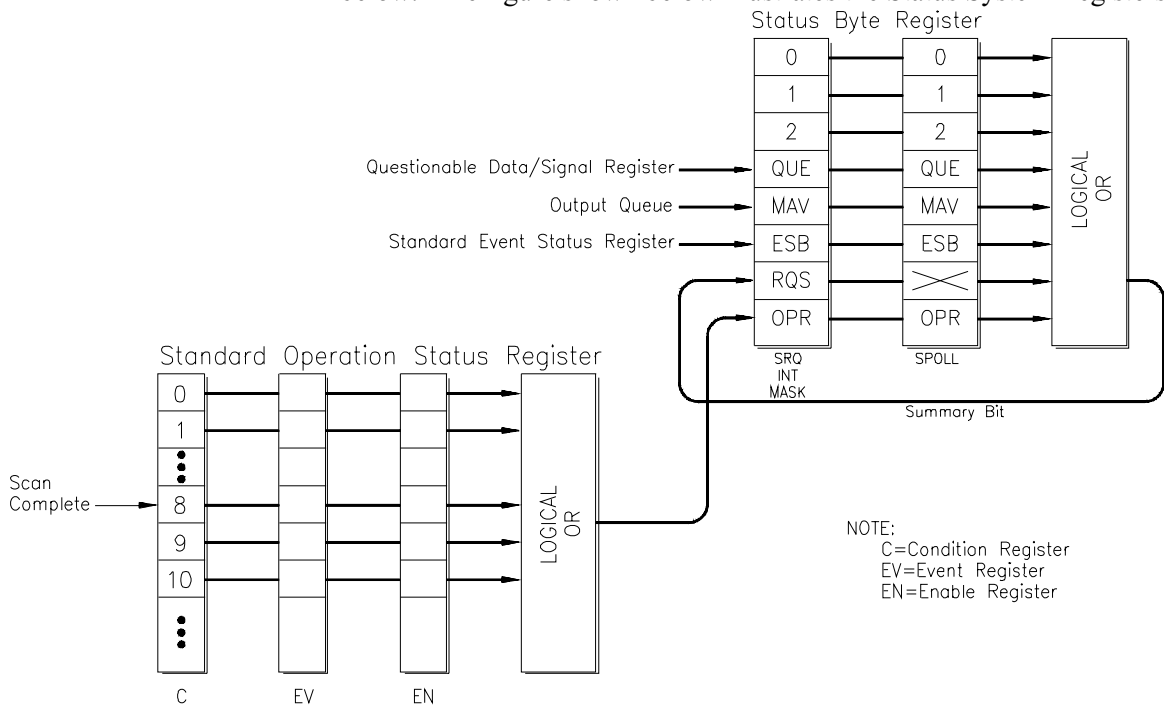 Status Byte Register
0 0
1 1
2 2
Questionable Data/Signal Register QUE QUE
Output Queue MAV MAV
Standard Event Status Register ESB ESB
RQS
OPR OPR
LOGICAL
OR
SRQ
INT
MASK
SPOLL
Summary Bit
Standard Operation Status Register
0
1
Scan
Complete
8
9
10
LOGICAL
OR
C EV EN
NOTE:
C=Condition Register
EV=Event Register
EN=Enable Register